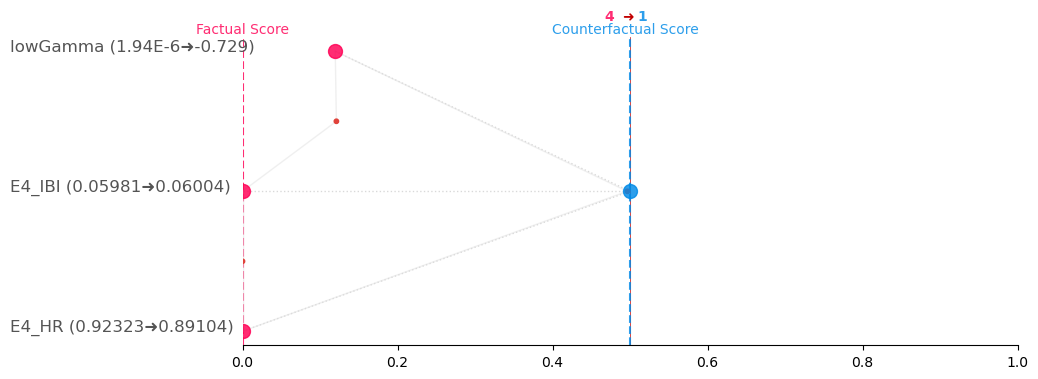 4 ➜ 1
Factual Score
Counterfactual Score
lowGamma (1.94E-6➜-0.729)
E4_IBI (0.05981➜0.06004)
E4_HR (0.92323➜0.89104)
0.0 0.2 0.4 0.6 0.8 1.0